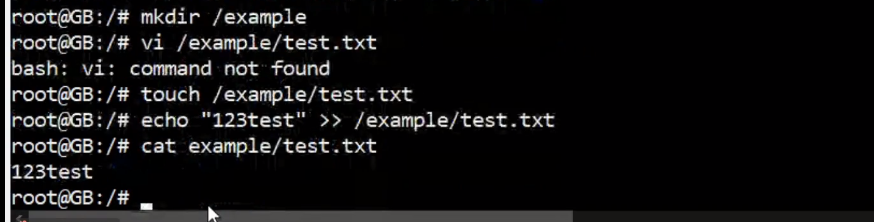 root@GB:/# mkdir /example
root@GB:/# vi /example/test.txt
bash: vi: command not found
root@GB:/# touch /example/test.txt
root@GB:/# echo "123test" >> /example/test.txt
root@GB:/# cat example/test.txt
123test
root@GB:/#